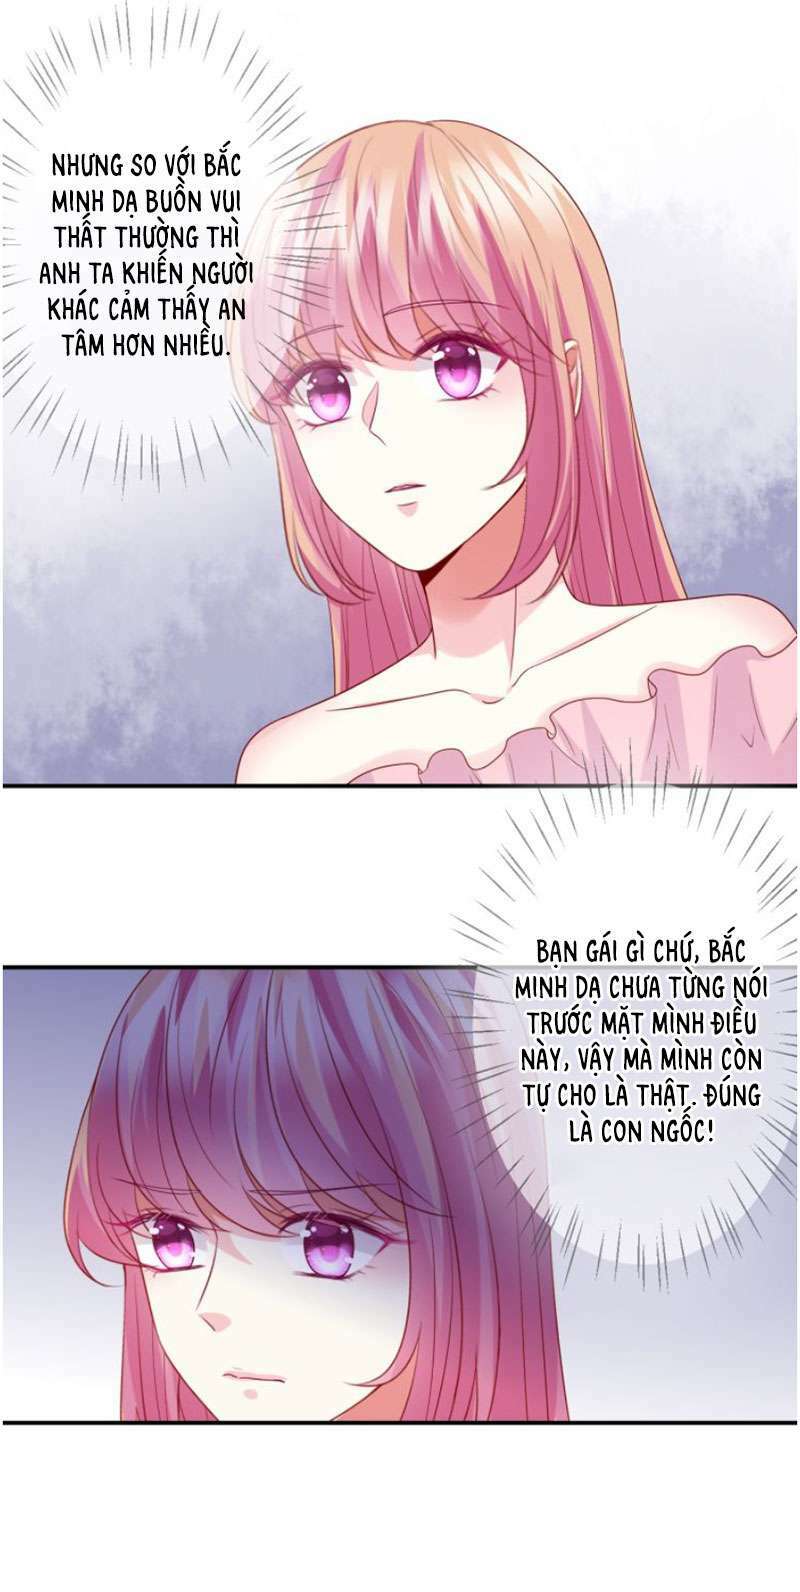 NHƯNG SO VỚI BẮC
MINH DẠ BUỒN VUI
THẤT THƯỜNG THÌ
ANH TA KHIẾN NGƯỜI
KHÁC CẢM THẤY AN
TÂM HƠN NHIỀU.
BẠN GÁI GÌ CHỨ, BẮC
MINH DẠ CHƯA TỪNG NÓI
TRƯỚC MẶT MÌNH ĐIỀU
NÀY, VẬY MÀ MÌNH CÒN
TỰ CHO LÀ THẬT. ĐÚNG
LÀ CON NGỐC!